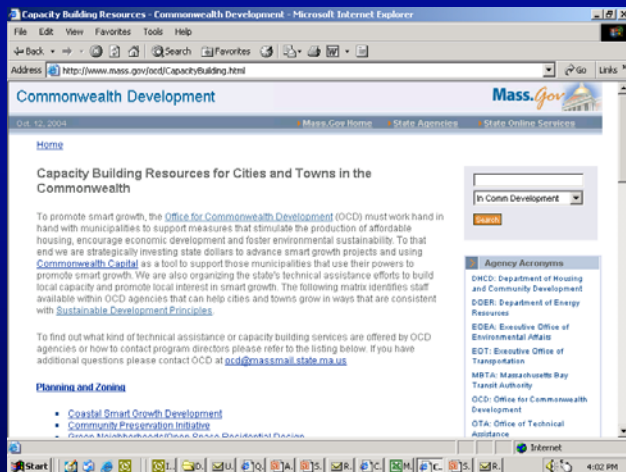 Capacity Building Resources - Commonwealth Development - Microsoft Internet Explorer
File Edit View Favorites Tools Help
Back Search Favorites
Address http://www.mass.gov/ocd/CapacityBuilding.html Go Links
Commonwealth Development
Mass.Gov
Oct. 12, 2004 Mass.Gov Home State Agencies State Online Services
Home
Capacity Building Resources for Cities and Towns in the
Commonwealth
To promote smart growth, the Office for Commonwealth Development (OCD) must work hand in
hand with municipalities to support measures that stimulate the production of affordable
housing, encourage economic development and foster environmental sustainability. To that
end we are strategically investing state dollars to advance smart growth projects and using
Commonwealth Capital as a tool to support those municipalities that use their powers to
promote smart growth. We are also organizing the state's technical assistance efforts to build
local capacity and promote local interest in smart growth. The following matrix identifies staff
available within OCD agencies that can help cities and towns grow in ways that are consistent
with Sustainable Development Principles.
To find out what kind of technical assistance or capacity building services are offered by OCD
agencies or how to contact program directors please refer to the listing below. If you have
additional questions please contact OCD at ocd@massmail.state.ma.us
Planning and Zoning
Coastal Smart Growth Development
Community Preservation Initiative
Green Neighborhoods/Open Space Residential Design
In Comm Development
Search
Agency Acronyms
DHCD: Department of Housing
and Community Development
DOER: Department of Energy
Resources
EOEA: Executive Office of
Environmental Affairs
EOT: Executive Office of
Transportation
MBTA: Massachusetts Bay
Transit Authority
OCD: Office for Commonwealth
Development
OTA: Office of Technical
Assistance
Internet
Start 4:02 PM